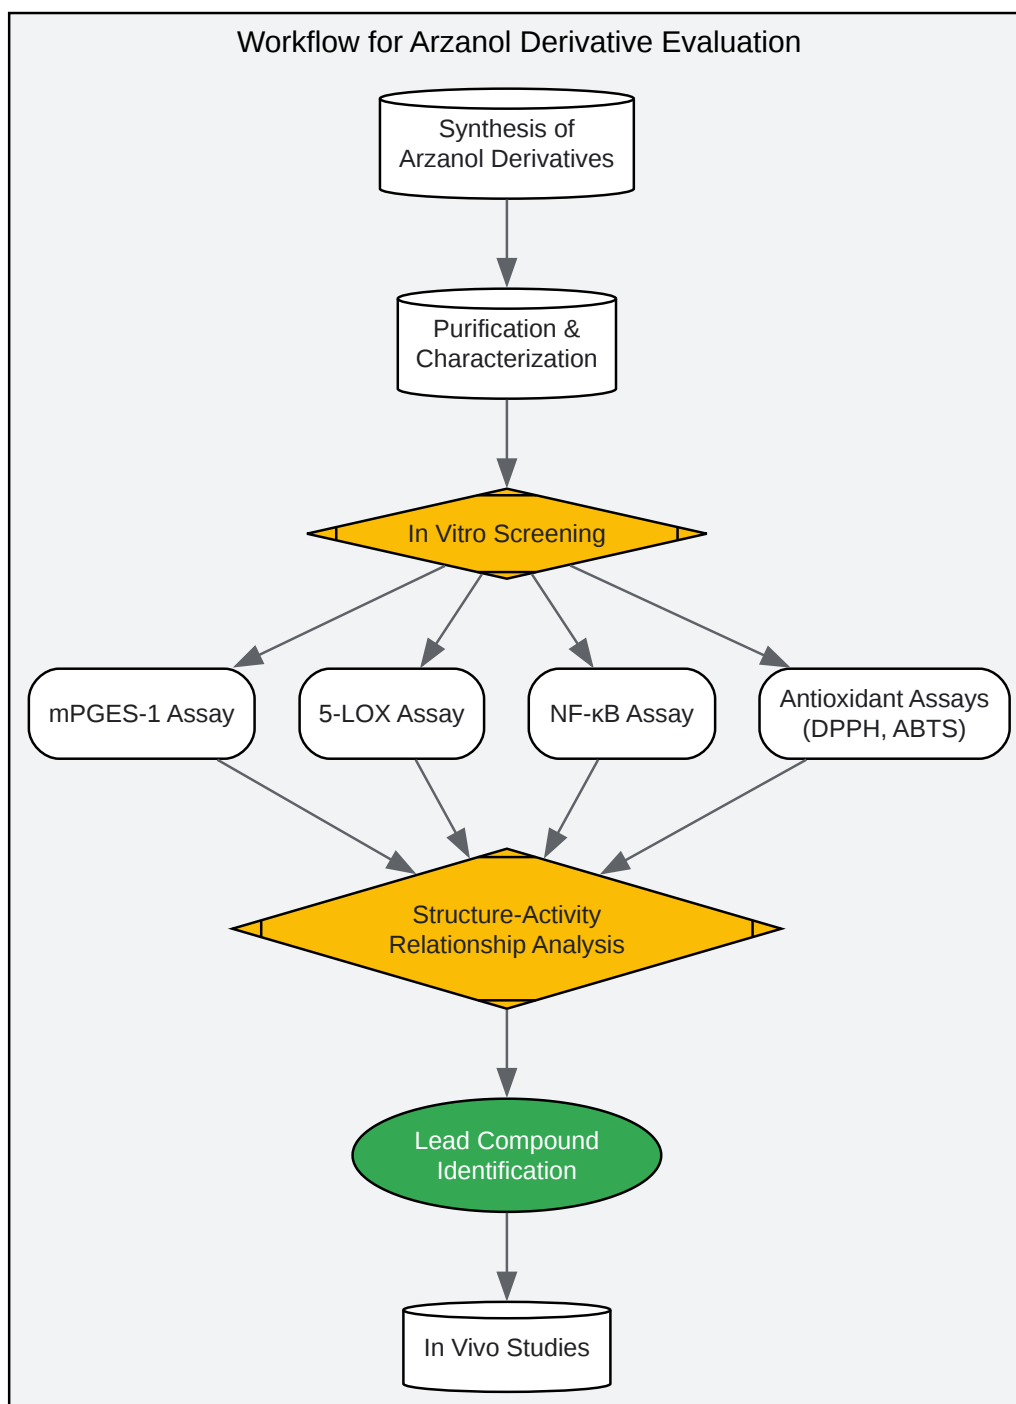 Workflow for Arzanol Derivative Evaluation
Synthesis of
Arzanol Derivatives
Purification &
Characterization
In Vitro Screening
mPGES-1 Assay
5-LOX Assay
NF-κB Assay
Antioxidant Assays
(DPPH, ABTS)
Structure-Activity
Relationship Analysis
Lead Compound
Identification
In Vivo Studies